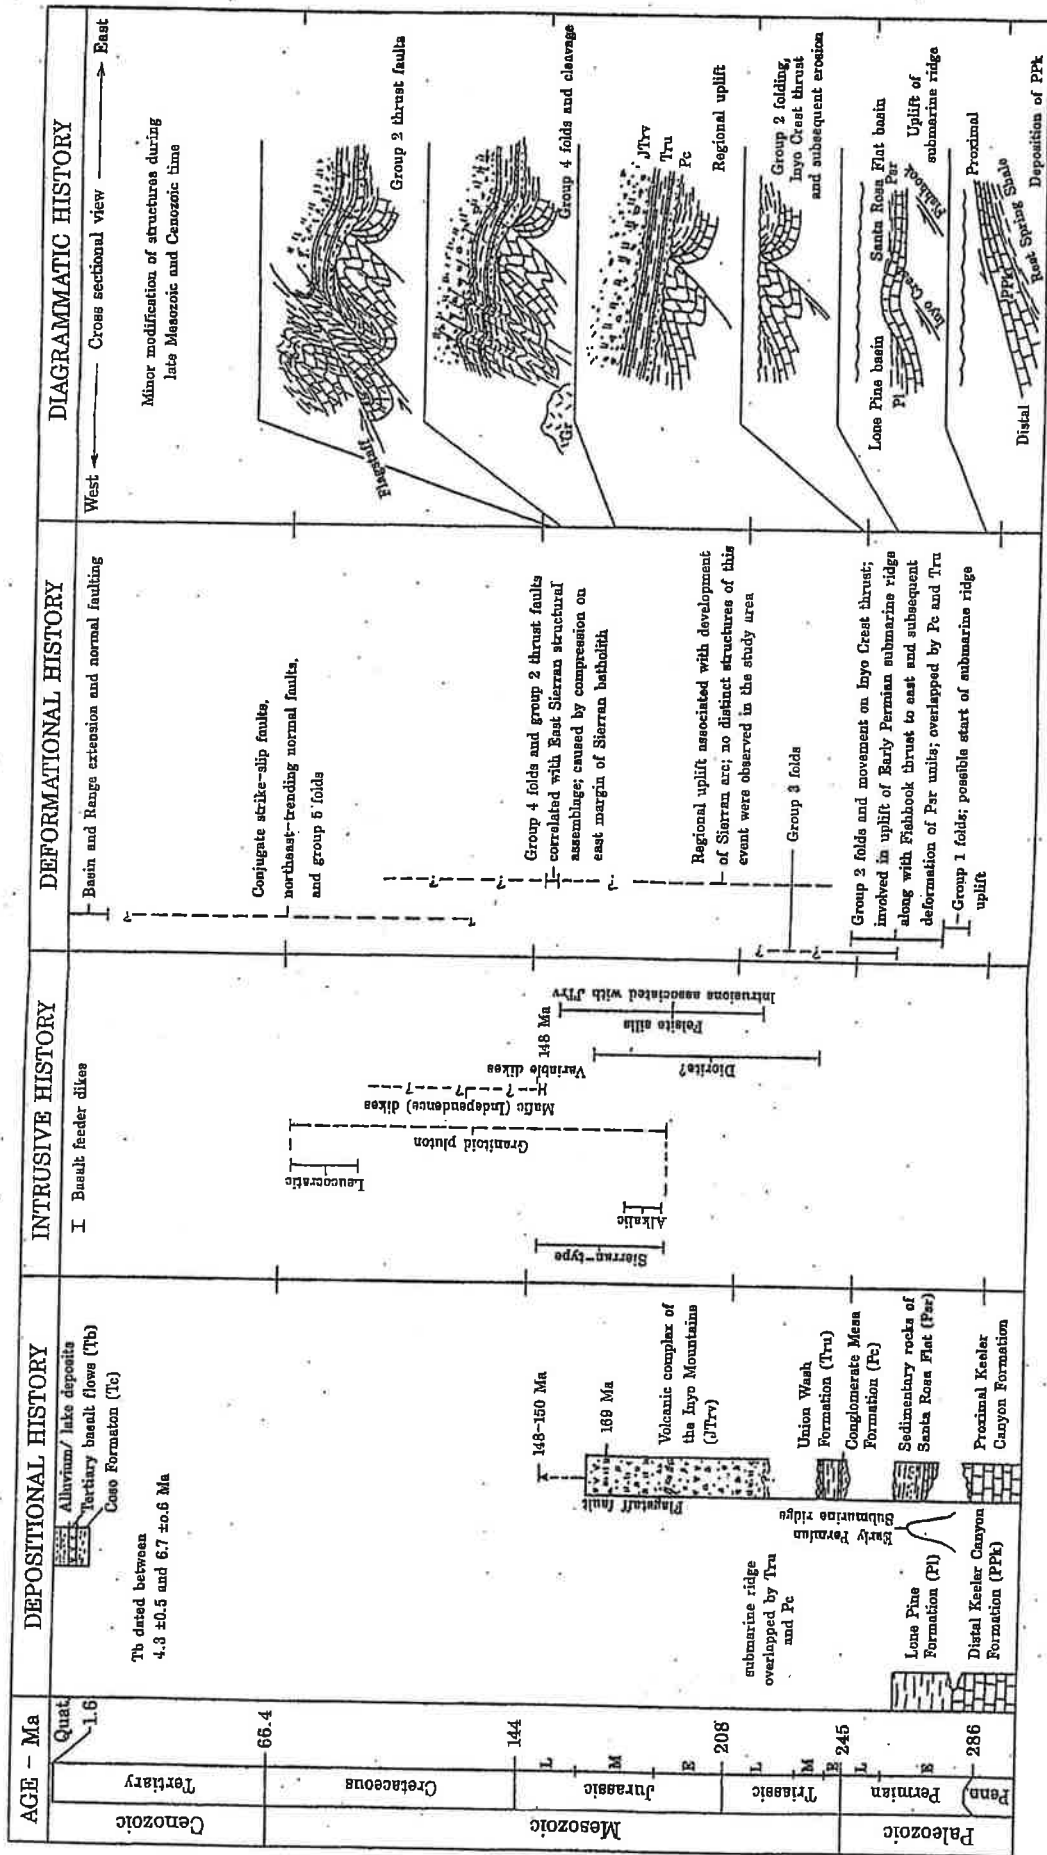 AGE – Ma
Quat.
1.6
66.4
144
208
245
286
Cenozoic
Mesozoic
Paleozoic
Tertiary
Cretaceous
Jurassic
Triassic
Permian
Penn.
L
M
E
L
M
E
L
E
DEPOSITIONAL HISTORY
Alluvium/ lake deposits
Tertiary basalt flows (Tb)
Coso Formaton (Tc)
Tb dated between
4.3 ±0.5 and 6.7 ±0.6 Ma
148-150 Ma
169 Ma
Flagstaff fault
Volcanic complex of
the Inyo Mountains
(JTrv)
submarine ridge
overlapped by Tru
and Pc
Union Wash
Formation (Tru)
Conglomerate Mesa
Formation (Pc)
Early Permian
Submarine ridge
Sedimentary rocks of
Santa Rosa Flat (Psr)
Lone Pine
Formation (Pl)
Proximal Keeler
Canyon Formation
Distal Keeler Canyon
Formation (PPk)
INTRUSIVE HISTORY
Basalt feeder dikes
Leucocratic
Granitoid pluton
Mafic (Independence) dikes
Variable dikes
148 Ma
Sierran-type
Alkalic
Diorite?
Felsite sills
Intrusions associated with JTrv
DEFORMATIONAL HISTORY
Basin and Range extension and normal faulting
Conjugate strike-slip faults,
northeast-trending normal faults,
and group 5 folds
Group 4 folds and group 2 thrust faults
correlated with East Sierran structural
assemblage; caused by compression on
east margin of Sierran batholith
Regional uplift associated with development
of Sierran arc; no distinct structures of this
event were observed in the study area
Group 3 folds
Group 2 folds and movement on Inyo Crest thrust;
involved in uplift of Early Permian submarine ridge
along with Fishhook thrust to east and subsequent
deformation of Psr units; overlapped by Pc and Tru
Group 1 folds; possible start of submarine ridge
uplift
DIAGRAMMATIC HISTORY
West
Cross sectional view
East
Minor modification of structures during
late Mesozoic and Cenozoic time
Flagstaff
Group 2 thrust faults
Gr
Group 4 folds and cleavage
JTrv
Tru
Pc
Regional uplift
Group 2 folding,
Inyo Crest thrust
and subsequent erosion
Lone Pine basin
Santa Rosa Flat basin
Pl
Psr
Inyo Crest
Fishhook
Uplift of
submarine ridge
Proximal
Distal
PPk
Rest Spring Shale
Deposition of PPk